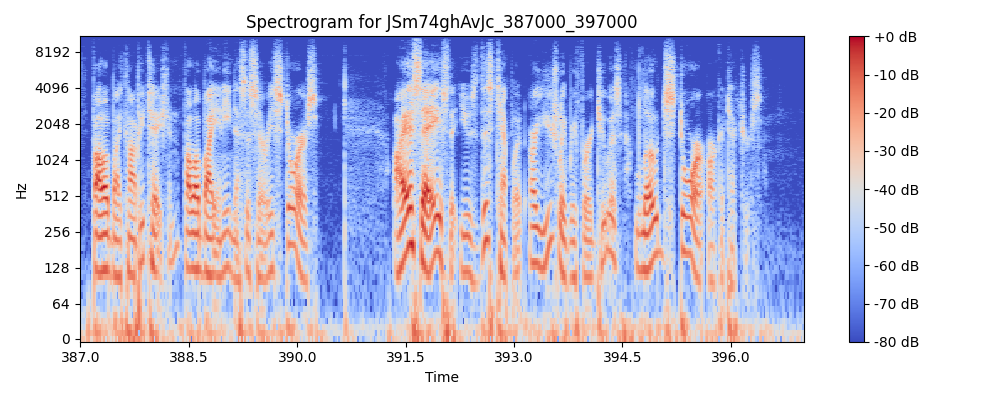 Spectrogram for JSm74ghAvJc_387000_397000
Hz
8192
4096
2048
1024
512
256
128
64
0
387.0 388.5 390.0 391.5 393.0 394.5 396.0
Time
+0 dB
-10 dB
-20 dB
-30 dB
-40 dB
-50 dB
-60 dB
-70 dB
-80 dB